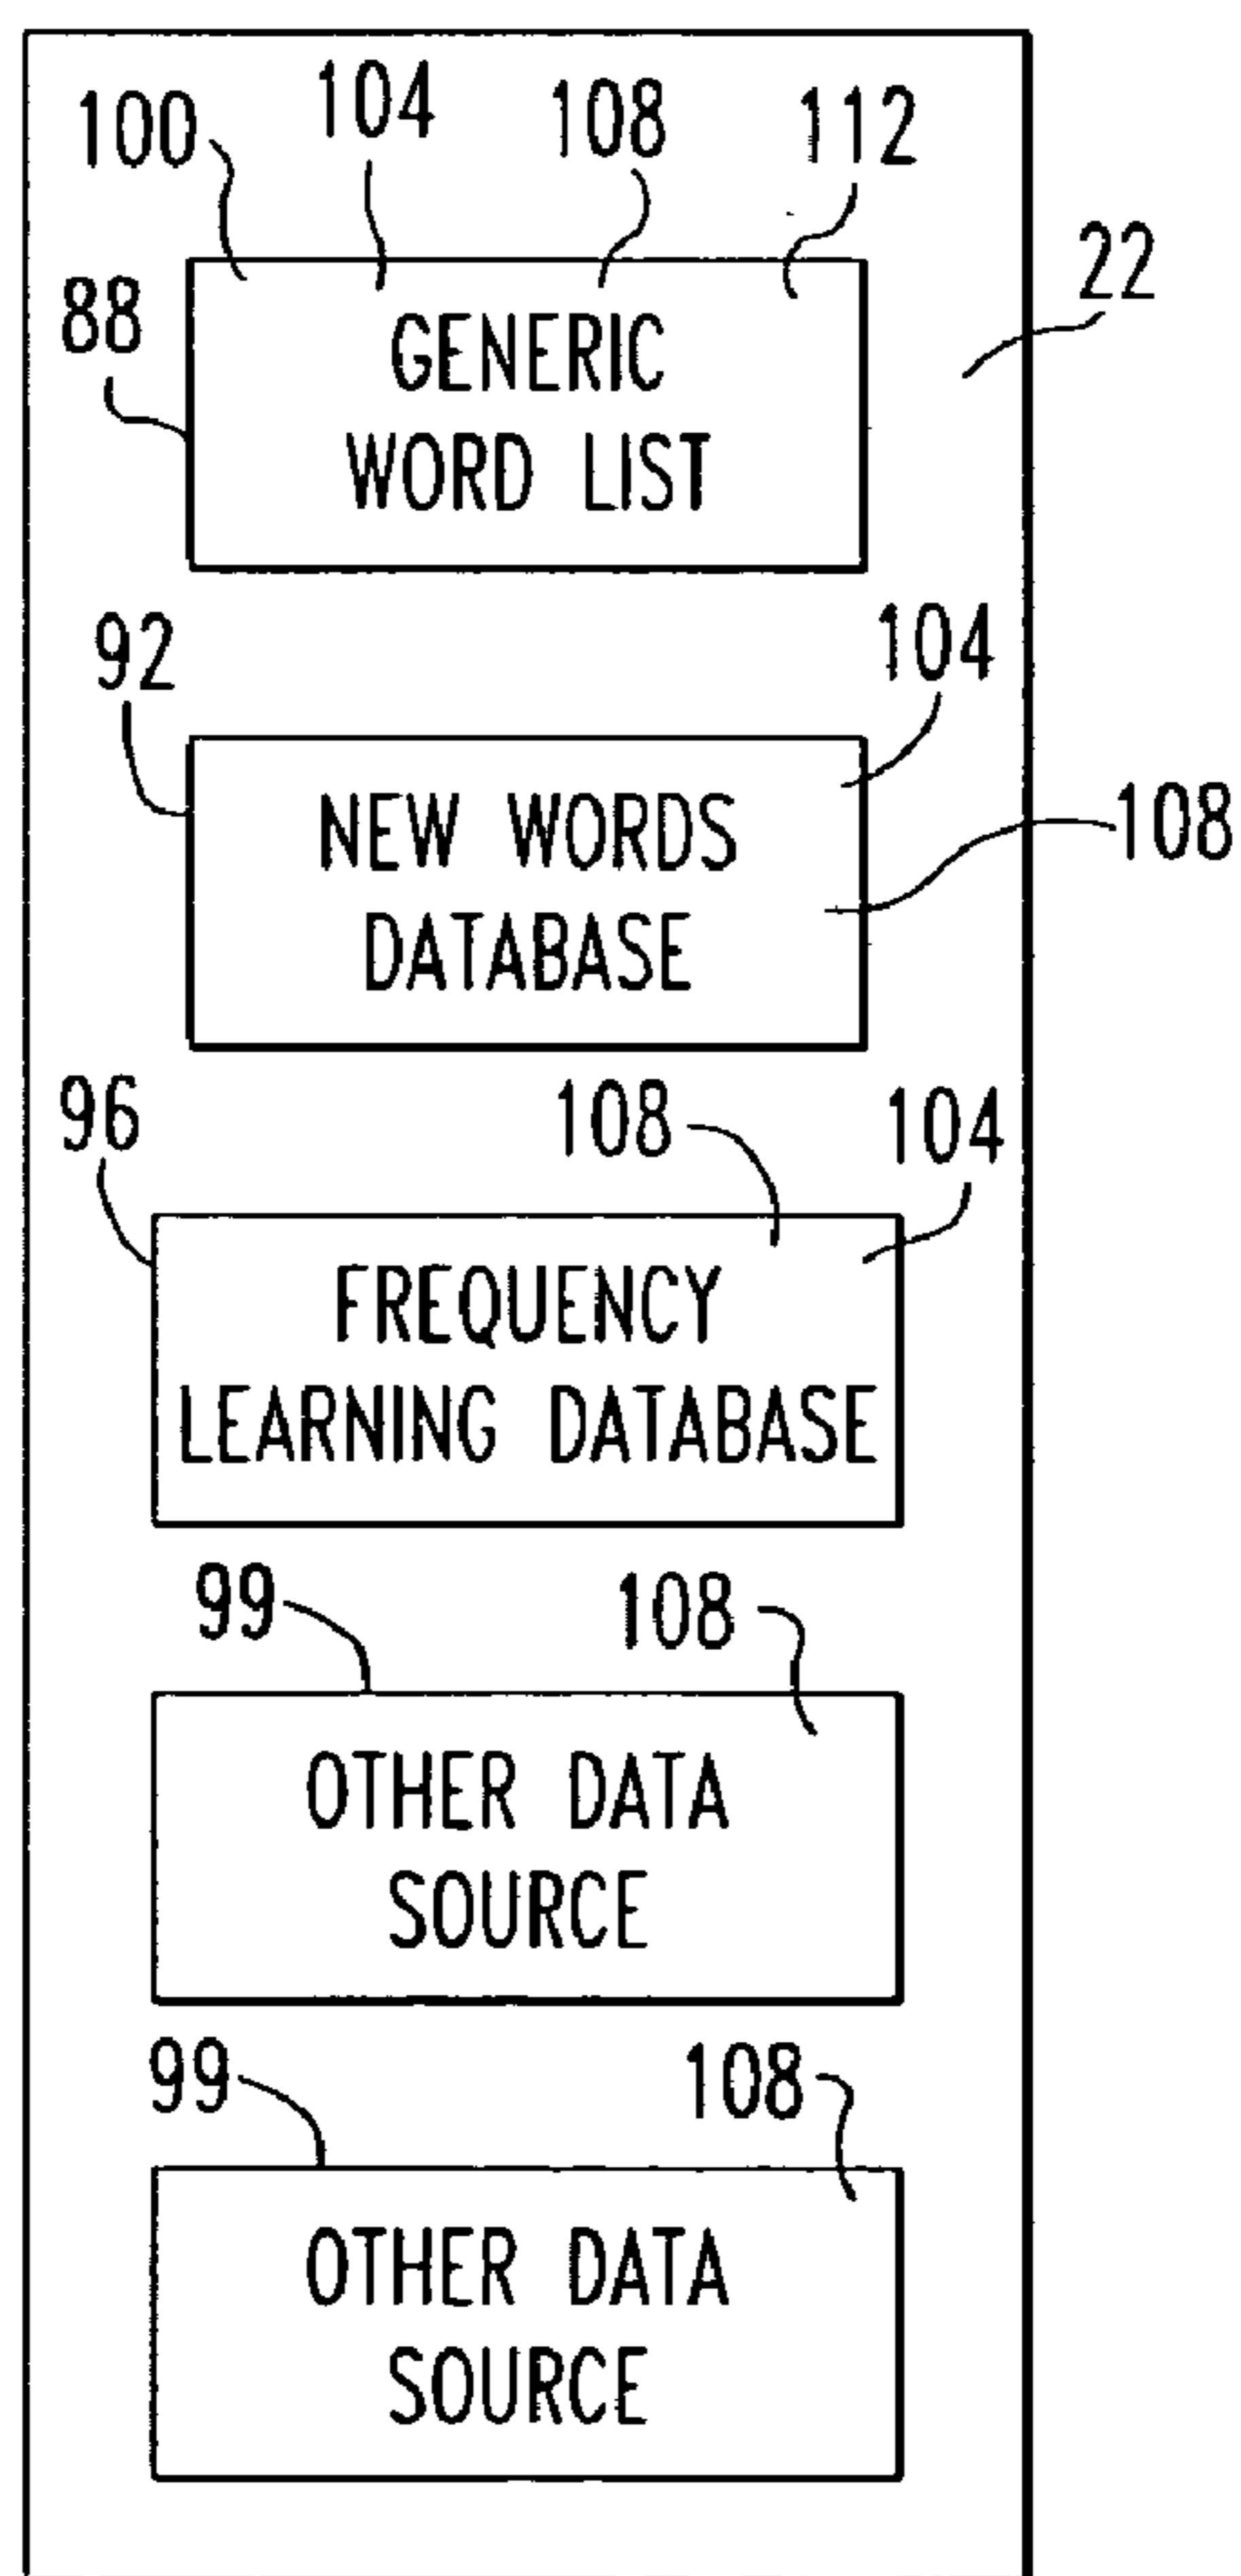 100 104 108 112
22
88
GENERIC
WORD LIST
92 104
NEW WORDS
108
DATABASE
96 108 104
FREQUENCY
LEARNING DATABASE
99 108
OTHER DATA
SOURCE
99 108
OTHER DATA
SOURCE